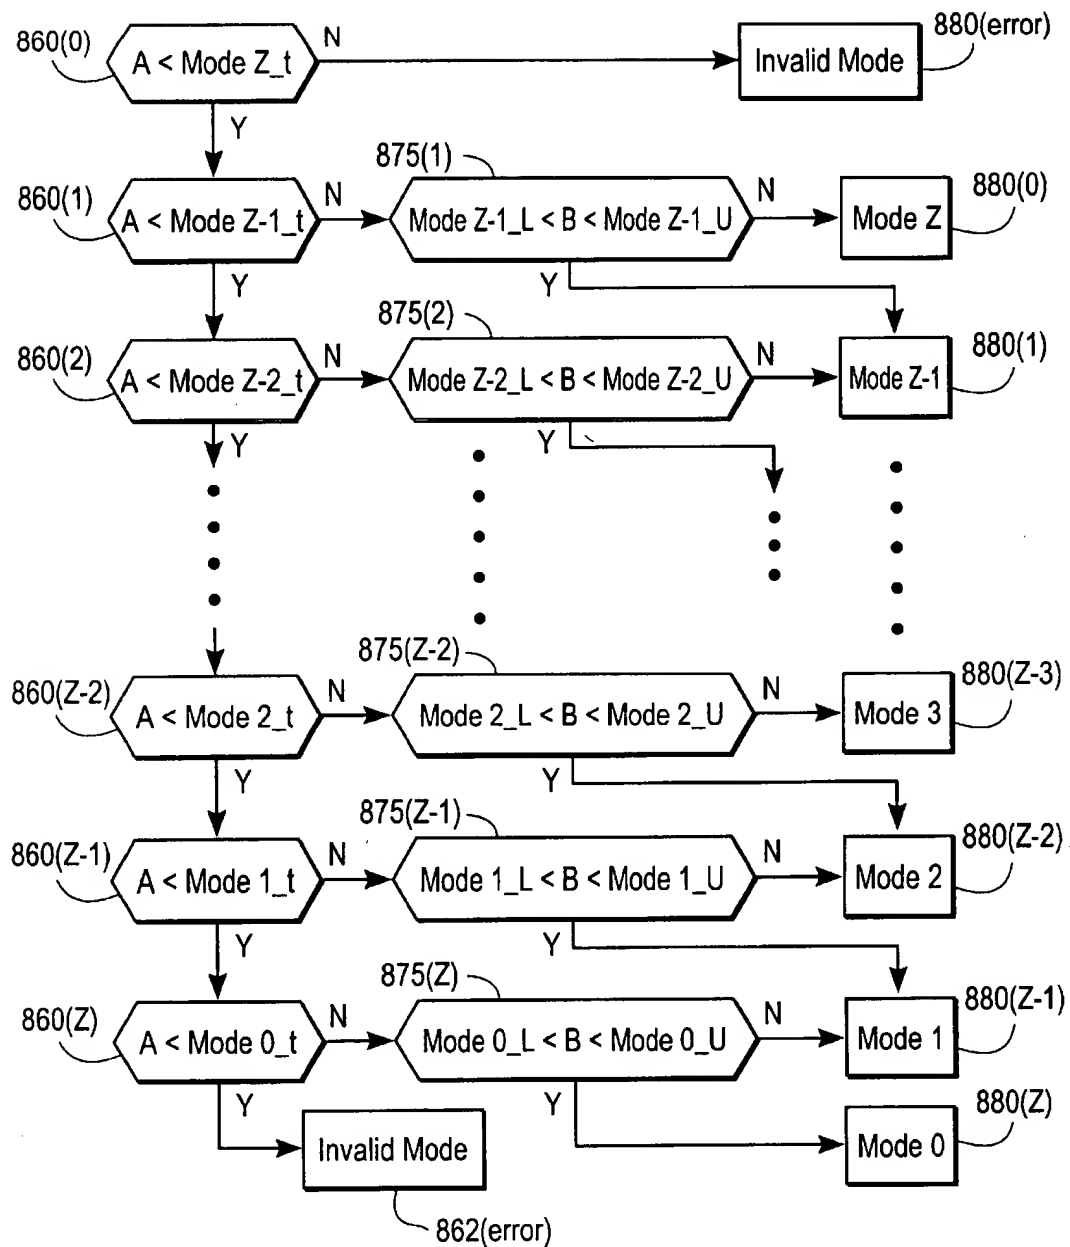 860(0)
A < Mode Z_t
N
Invalid Mode
880(error)
Y
860(1)
A < Mode Z-1_t
N
875(1)
Mode Z-1_L < B < Mode Z-1_U
N
Mode Z
880(0)
Y
Y
860(2)
A < Mode Z-2_t
N
875(2)
Mode Z-2_L < B < Mode Z-2_U
N
Mode Z-1
880(1)
Y
Y
860(Z-2)
A < Mode 2_t
N
875(Z-2)
Mode 2_L < B < Mode 2_U
N
Mode 3
880(Z-3)
Y
Y
860(Z-1)
A < Mode 1_t
N
875(Z-1)
Mode 1_L < B < Mode 1_U
N
Mode 2
880(Z-2)
Y
Y
860(Z)
A < Mode 0_t
N
875(Z)
Mode 0_L < B < Mode 0_U
N
Mode 1
880(Z-1)
Y
Y
Invalid Mode
862(error)
Mode 0
880(Z)